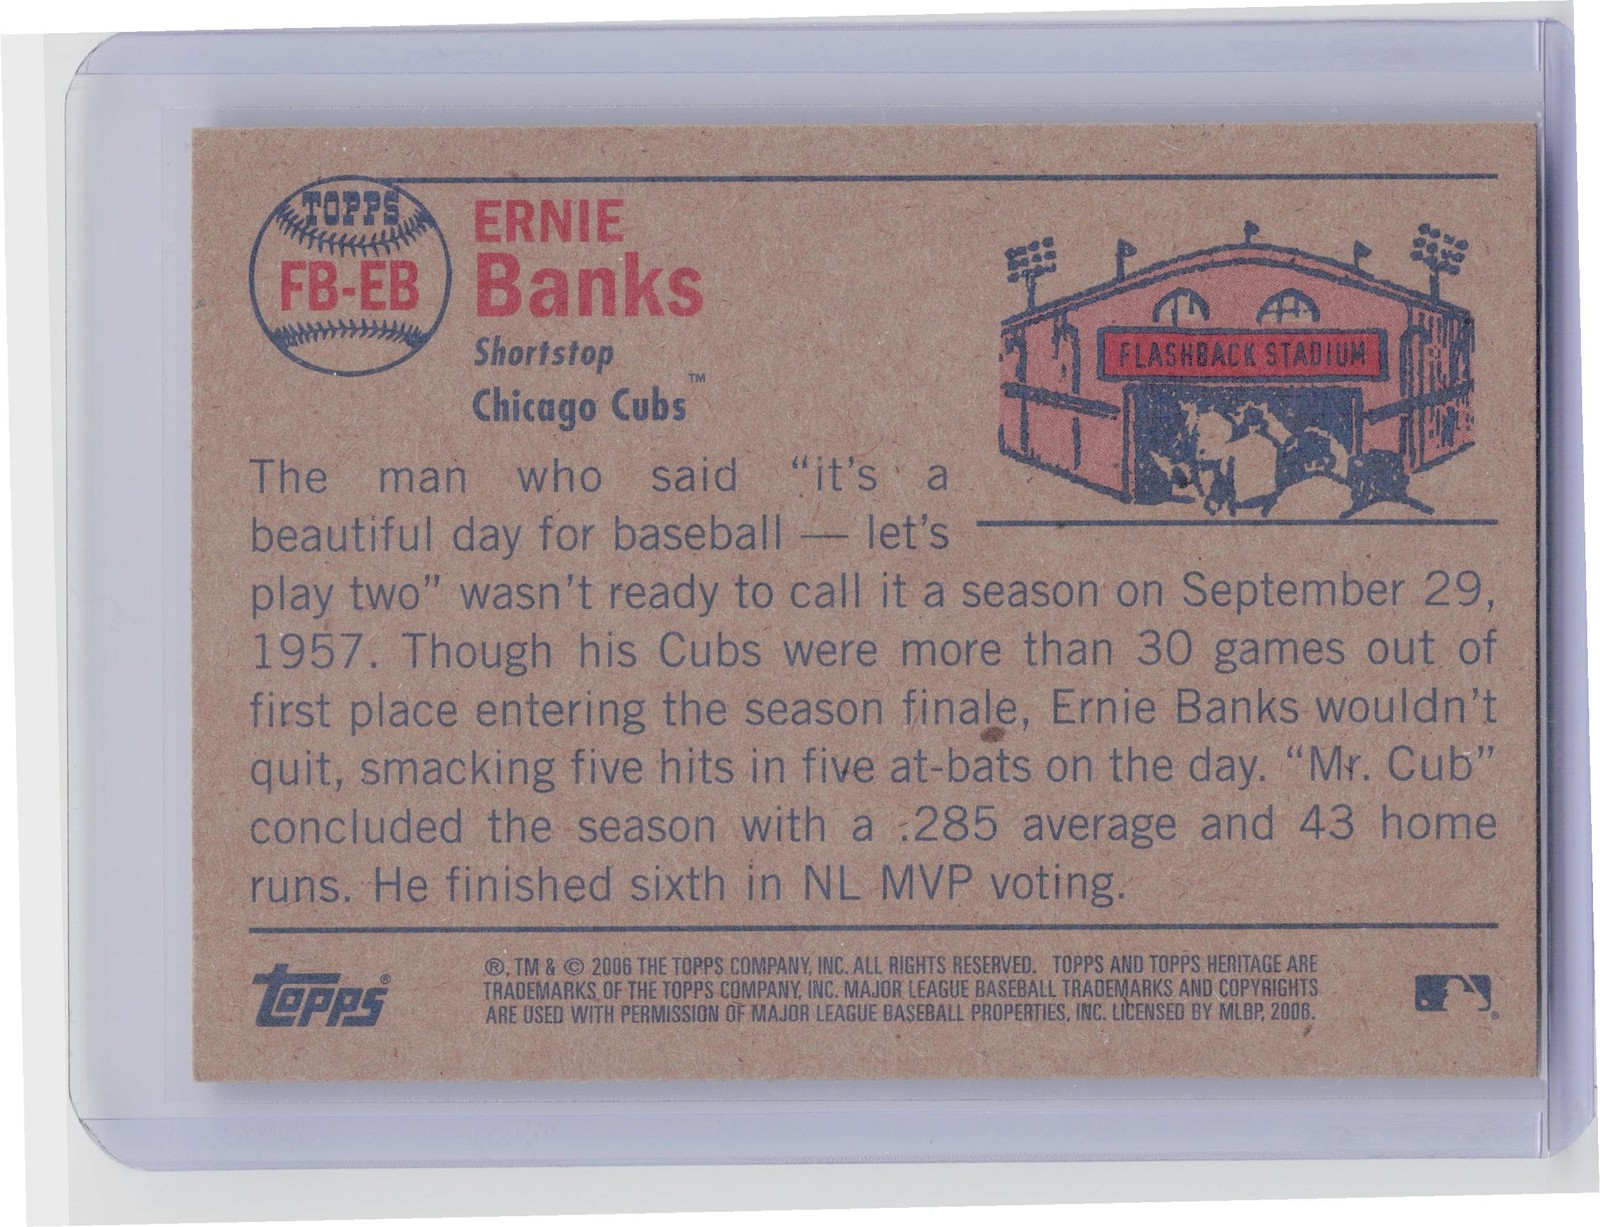 TOPPS
FB-EB
ERNIE
Banks
Shortstop
Chicago Cubs™
FLASHBACK STADIUM
The man who said “it’s a
beautiful day for baseball — let’s
play two” wasn’t ready to call it a season on September 29,
1957. Though his Cubs were more than 30 games out of
first place entering the season finale, Ernie Banks wouldn’t
quit, smacking five hits in five at-bats on the day. “Mr. Cub”
concluded the season with a .285 average and 43 home
runs. He finished sixth in NL MVP voting.
topps®
®, TM & © 2006 THE TOPPS COMPANY, INC. ALL RIGHTS RESERVED. TOPPS AND TOPPS HERITAGE ARE
TRADEMARKS OF THE TOPPS COMPANY, INC. MAJOR LEAGUE BASEBALL TRADEMARKS AND COPYRIGHTS
ARE USED WITH PERMISSION OF MAJOR LEAGUE BASEBALL PROPERTIES, INC. LICENSED BY MLBP, 2006.
®